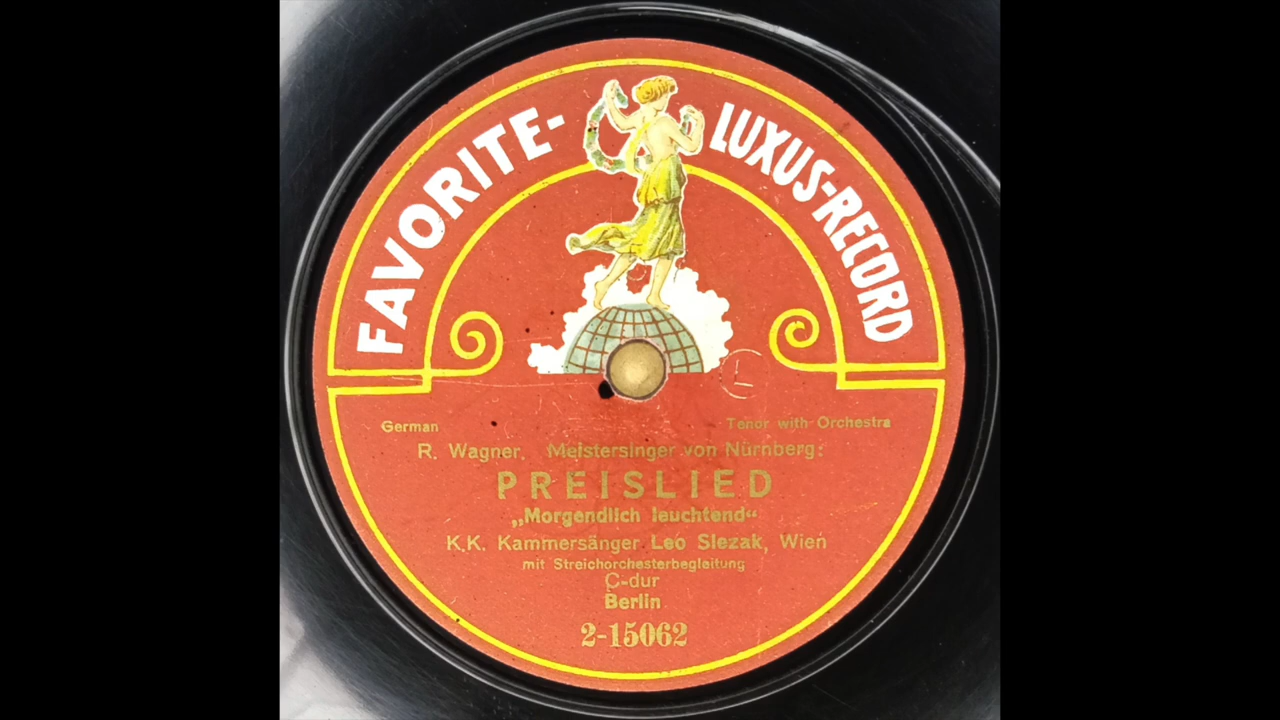 FAVORITE-
LUXUS-RECORD
L
German
Tenor with Orchestra
R. Wagner. Meistersinger von Nürnberg:
PREISLIED
„Morgendlich leuchtend“
K.K. Kammersänger Leo Slezak, Wien
mit Streichorchesterbegleitung
C-dur
Berlin
2-15062